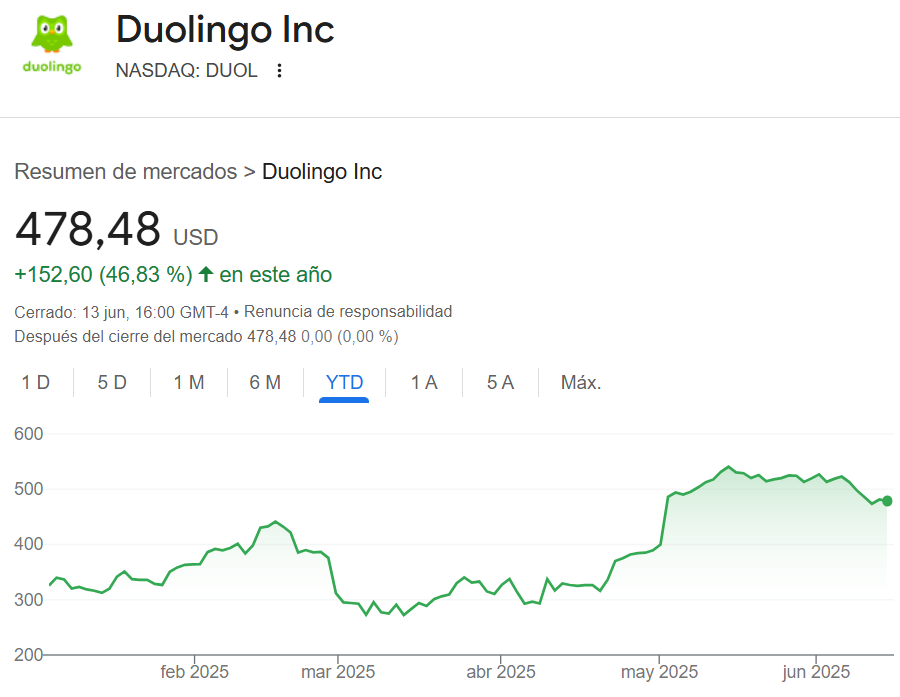 duolingo
Duolingo Inc
NASDAQ: DUOL
Resumen de mercados > Duolingo Inc
478,48 USD
+152,60 (46,83 %) ↑ en este año
Cerrado: 13 jun, 16:00 GMT-4 • Renuncia de responsabilidad
Después del cierre del mercado 478,48 0,00 (0,00 %)
1 D 5 D 1 M 6 M YTD 1 A 5 A Máx.
600
500
400
300
200
feb 2025 mar 2025 abr 2025 may 2025 jun 2025